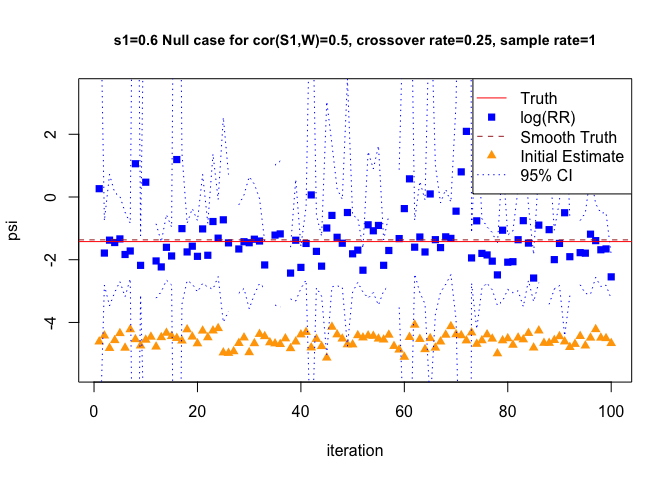 s1=0.6 Null case for cor(S1,W)=0.5, crossover rate=0.25, sample rate=1
Truth
log(RR)
Smooth Truth
Initial Estimate
95% CI
2
0
-2
-4
psi
0 20 40 60 80 100
iteration